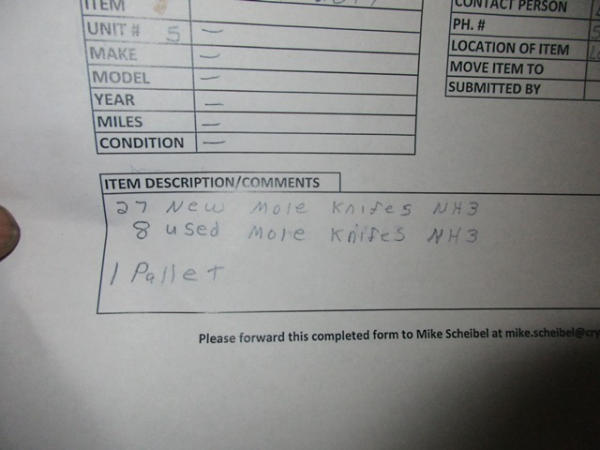 ITEM
UNIT # 5 —
MAKE —
MODEL —
YEAR —
MILES —
CONDITION —
CONTACT PERSON
PH. #
LOCATION OF ITEM
MOVE ITEM TO
SUBMITTED BY
ITEM DESCRIPTION/COMMENTS
27 New Mole Knifes NH3
8 used Mole Knifes NH3
1 Pallet
Please forward this completed form to Mike Scheibel at mike.scheibel@cry